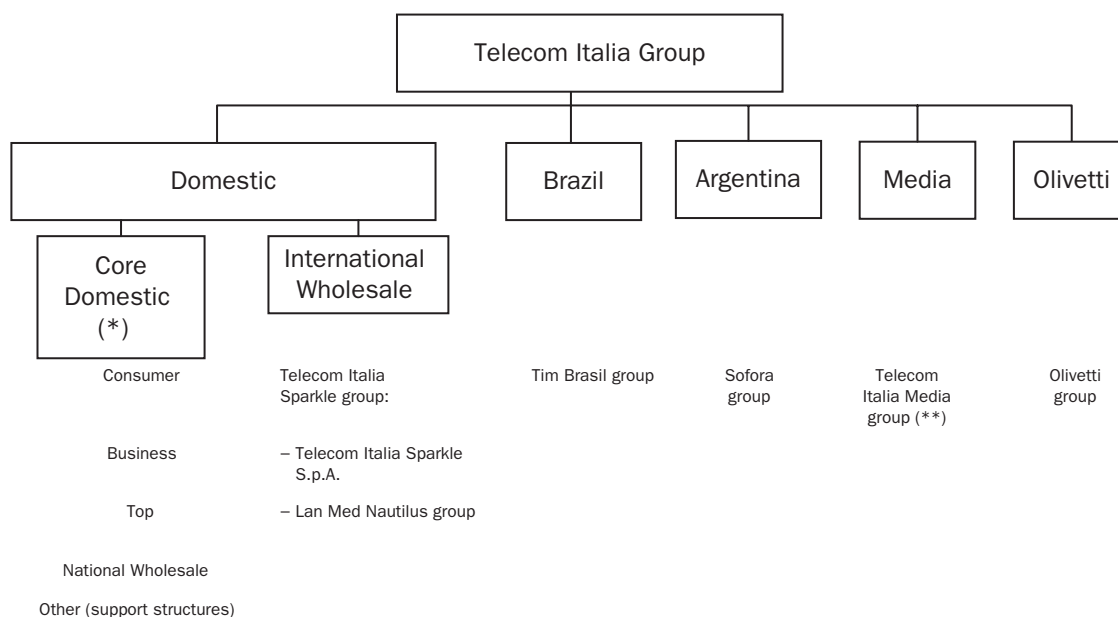 Telecom Italia Group
Domestic
Brazil
Argentina
Media
Olivetti
Core
Domestic
(*)
International
Wholesale
Consumer
Telecom Italia
Sparkle group:
Tim Brasil group
Sofora
group
Telecom
Italia Media
group (**)
Olivetti
group
Business
– Telecom Italia Sparkle
S.p.A.
Top
– Lan Med Nautilus group
National Wholesale
Other (support structures)